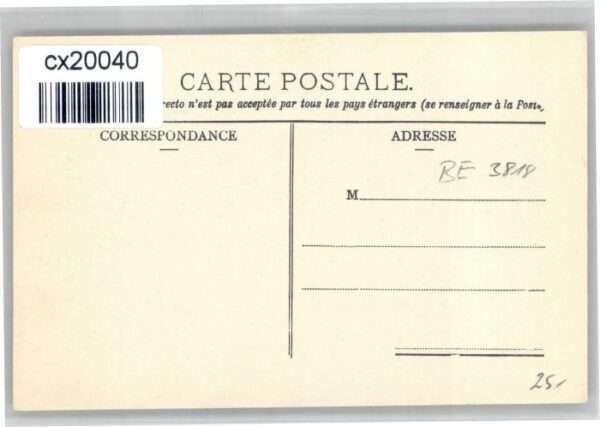 cx20040
CARTE POSTALE.
recto n'est pas acceptée par tous les pays étrangers (se renseigner à la Poste
CORRESPONDANCE
ADRESSE
BE 3818
M
25.-